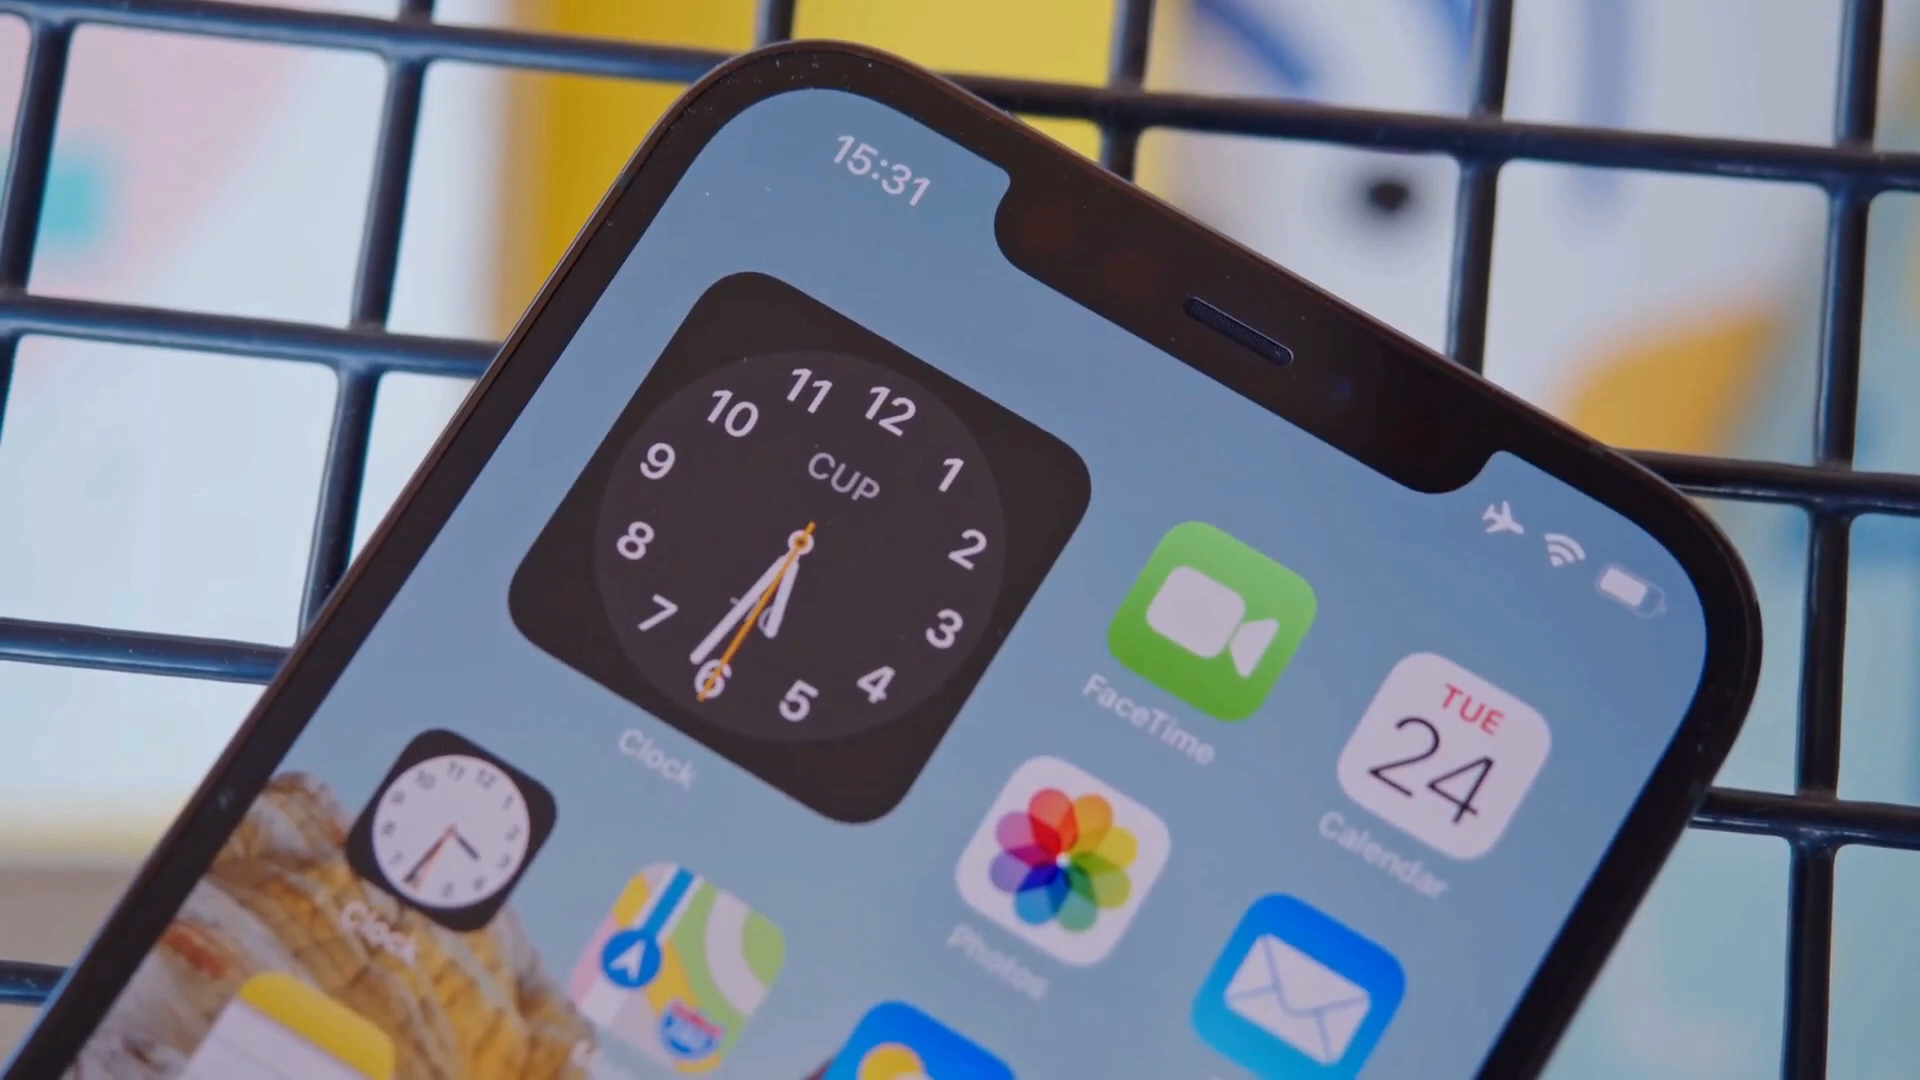 15:31
11 12
10 1
CUP
9 2
8 3
7 4
6 5
Clock
FaceTime
TUE
24
Calendar
Photos
Clock